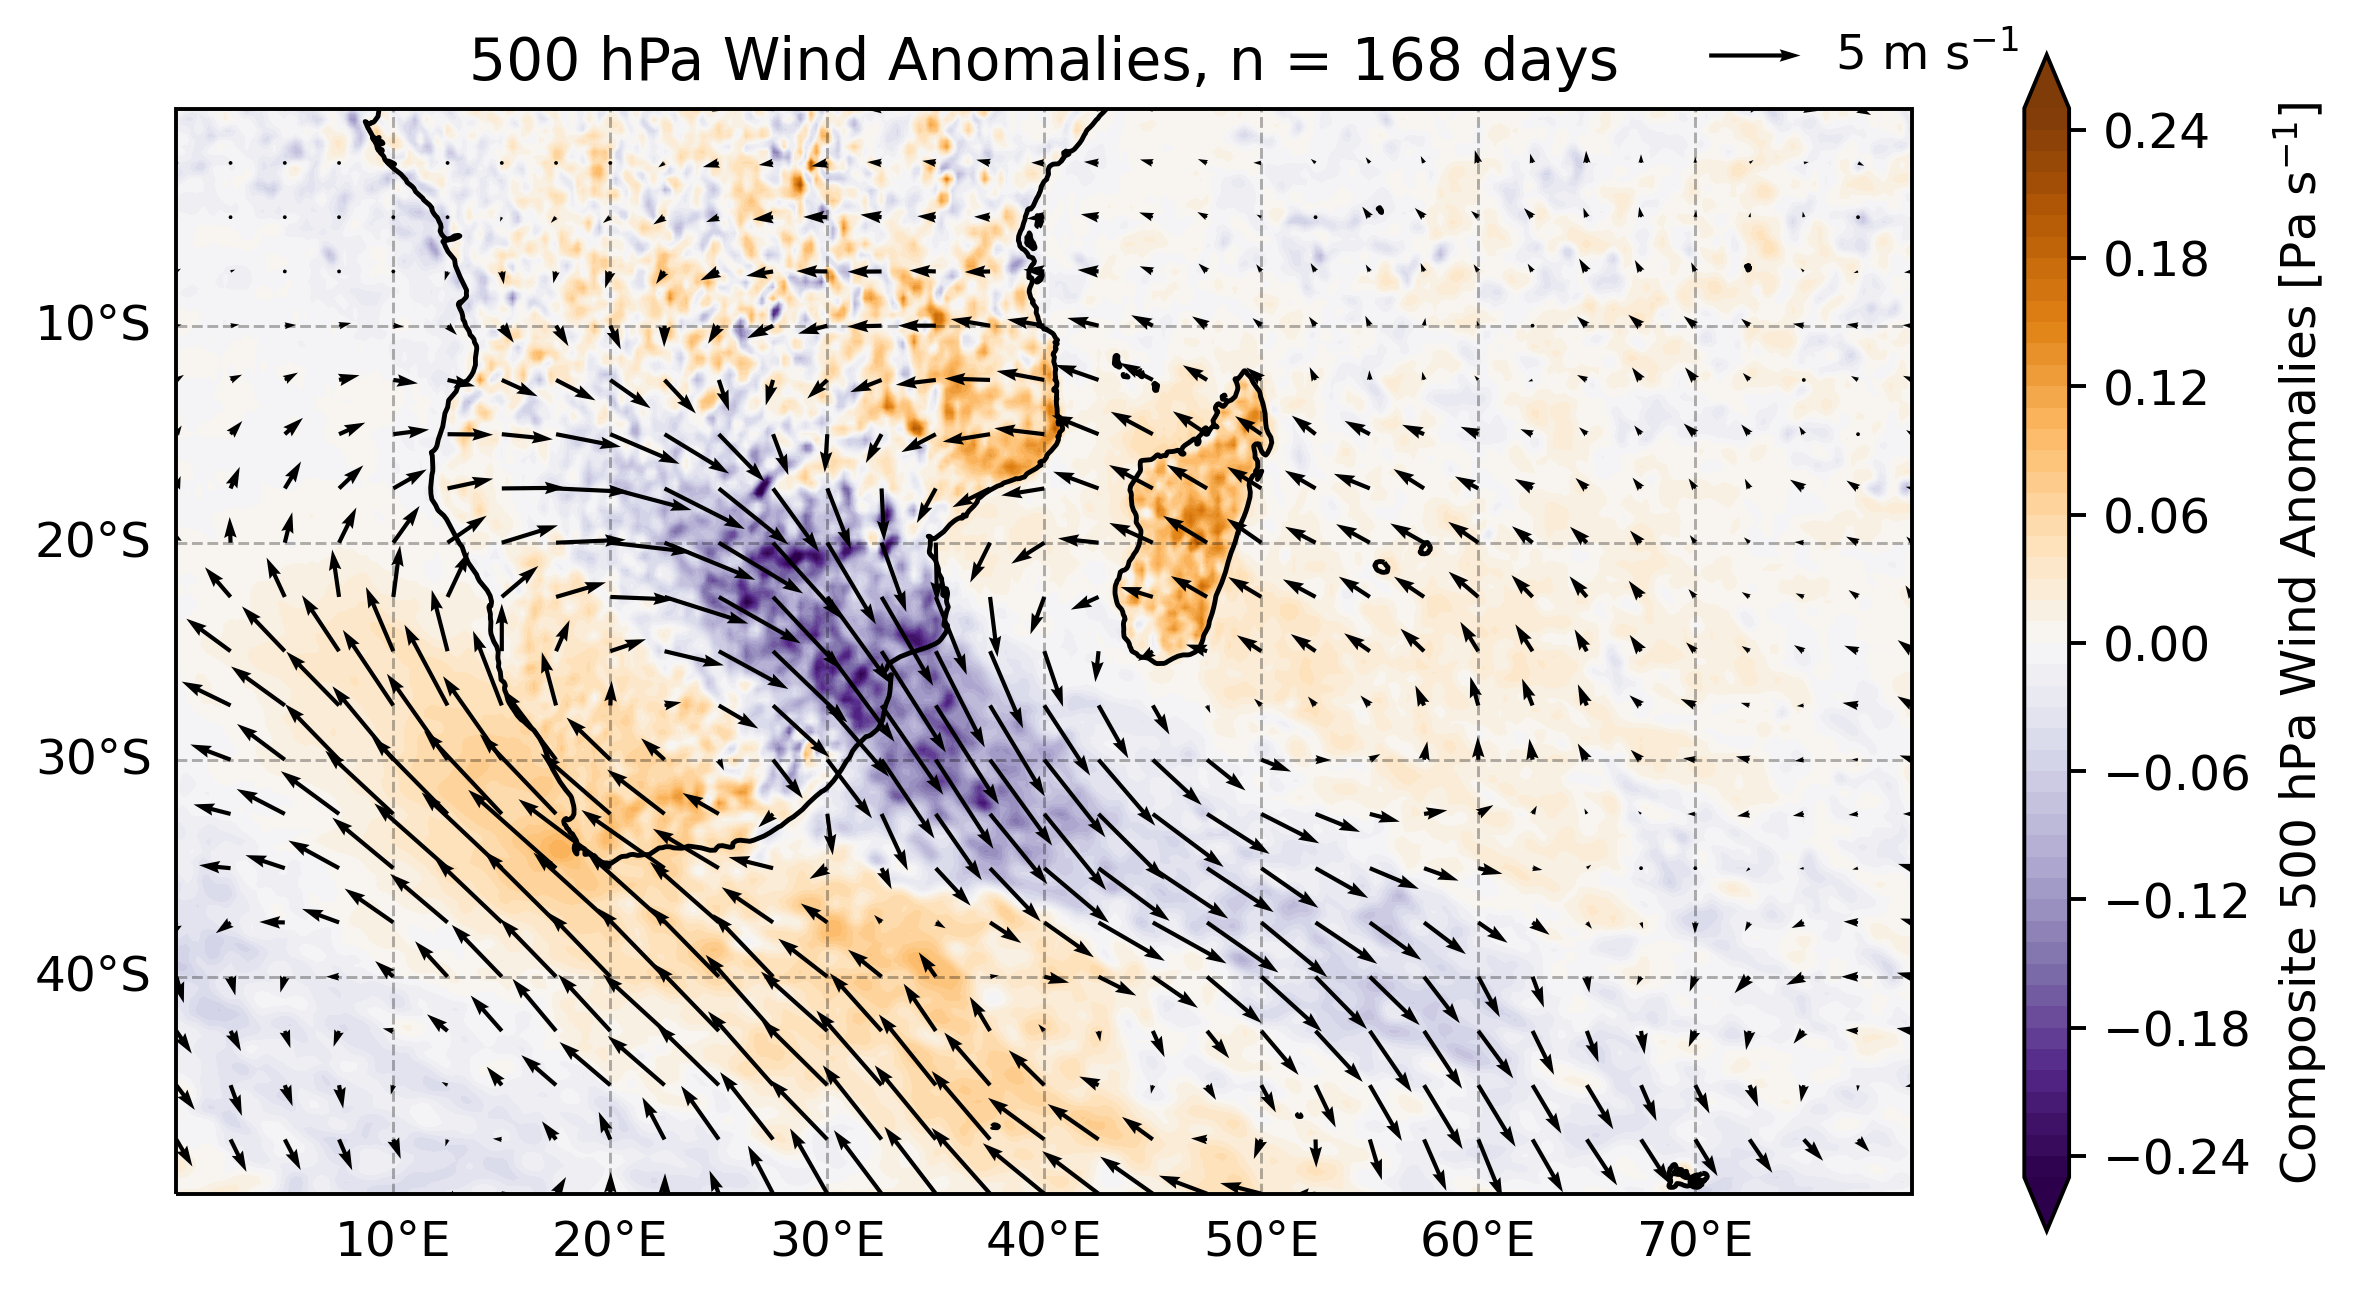 500 hPa Wind Anomalies, n = 168 days
5 m s⁻¹
10°S
20°S
30°S
40°S
10°E
20°E
30°E
40°E
50°E
60°E
70°E
0.24
0.18
0.12
0.06
0.00
−0.06
−0.12
−0.18
−0.24
Composite 500 hPa Wind Anomalies [Pa s⁻¹]